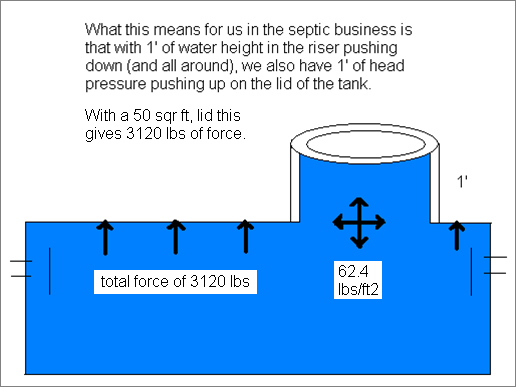 What this means for us in the septic business is
that with 1' of water height in the riser pushing
down (and all around), we also have 1' of head
pressure pushing up on the lid of the tank.
With a 50 sqr ft, lid this
gives 3120 lbs of force.
1'
total force of 3120 lbs
62.4
lbs/ft2